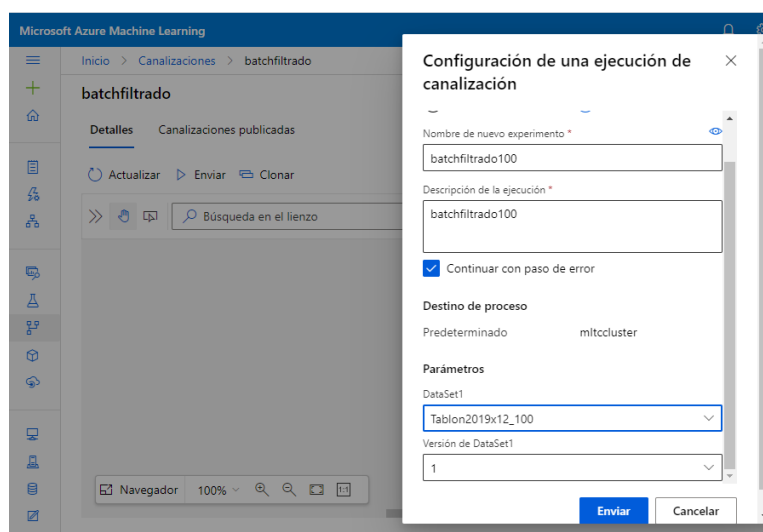 Microsoft Azure Machine Learning
Inicio > Canalizaciones > batchfiltrado
batchfiltrado
Detalles Canalizaciones publicadas
Actualizar Enviar Clonar
Búsqueda en el lienzo
Navegador 100%
1:1
Configuración de una ejecución de
canalización
Nombre de nuevo experimento *
batchfiltrado100
Descripción de la ejecución *
batchfiltrado100
Continuar con paso de error
Destino de proceso
Predeterminado mltccluster
Parámetros
DataSet1
Tablon2019x12_100
Versión de DataSet1
1
Enviar Cancelar